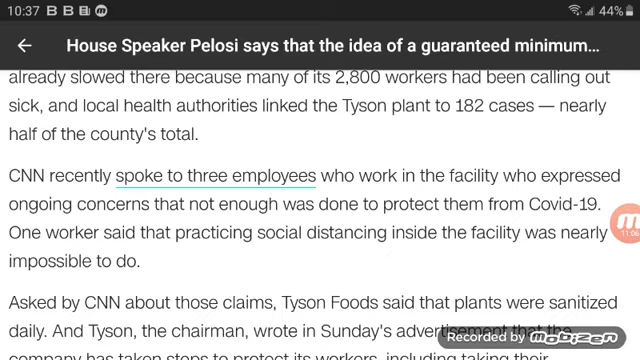 10:37 B B 44%
House Speaker Pelosi says that the idea of a guaranteed minimum...
already slowed there because many of its 2,800 workers had been calling out
sick, and local health authorities linked the Tyson plant to 182 cases — nearly
half of the county's total.
CNN recently spoke to three employees who work in the facility who expressed
ongoing concerns that not enough was done to protect them from Covid-19.
One worker said that practicing social distancing inside the facility was nearly
impossible to do.
11:06
Asked by CNN about those claims, Tyson Foods said that plants were sanitized
daily. And Tyson, the chairman, wrote in Sunday's advertisement that the
Recorded by mobizen
company has taken steps to protect its workers, including taking their